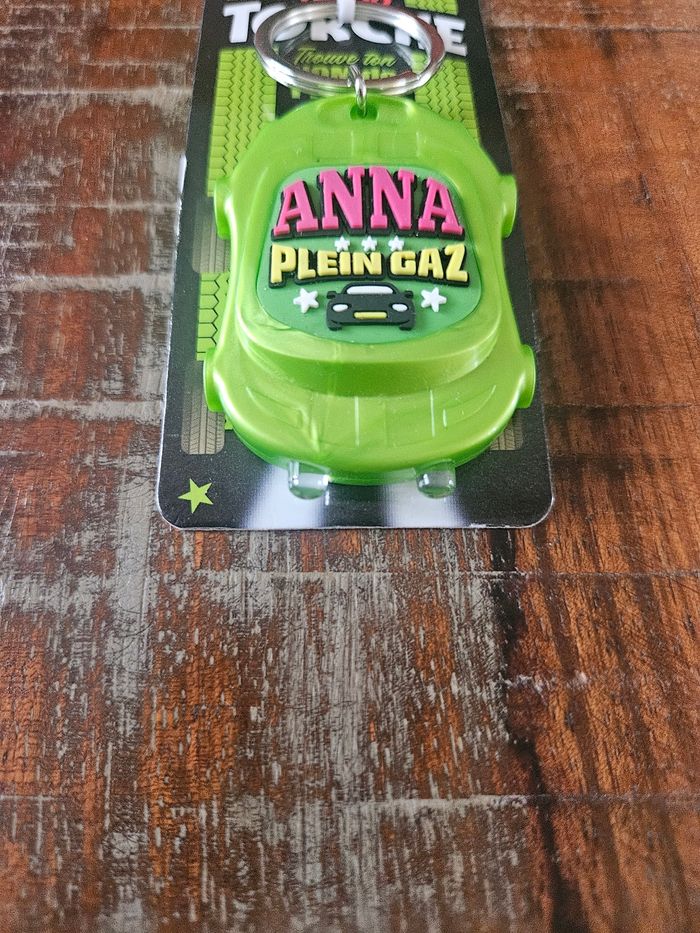 TORCHE
Trouve ton
ANNA
PLEIN GAZ